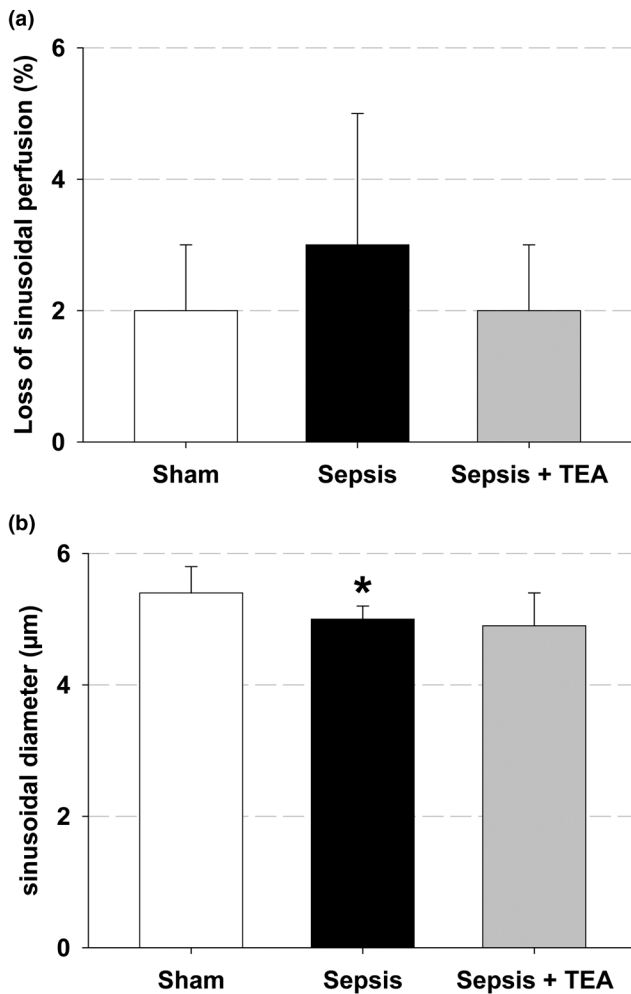 (a)
Loss of sinusoidal perfusion (%)
6
4
2
0
Sham Sepsis Sepsis + TEA
(b)
sinusoidal diameter (µm)
6
4
2
0
*
Sham Sepsis Sepsis + TEA